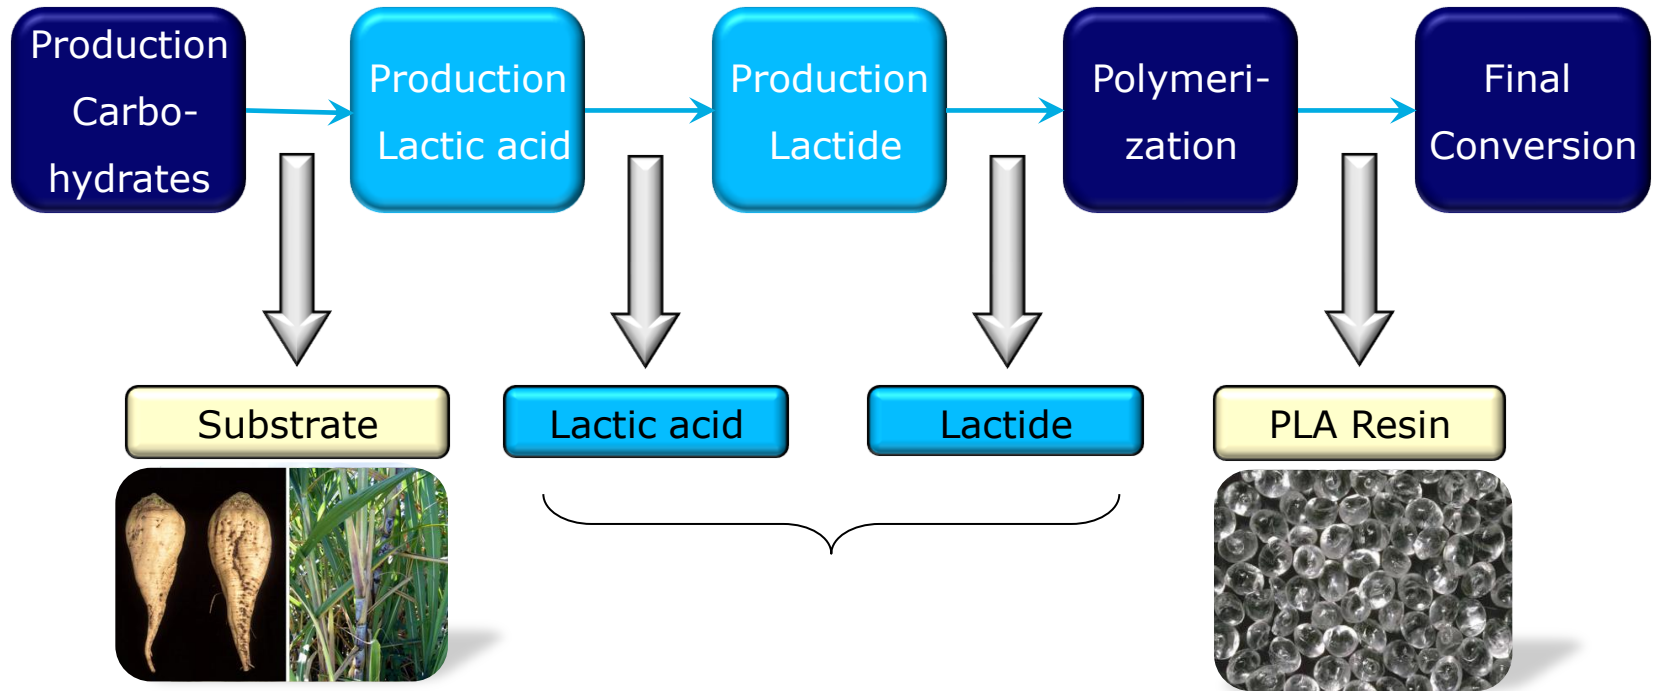 Production
Carbo-
hydrates
Production
Lactic acid
Production
Lactide
Polymeri-
zation
Final
Conversion
Substrate
Lactic acid
Lactide
PLA Resin